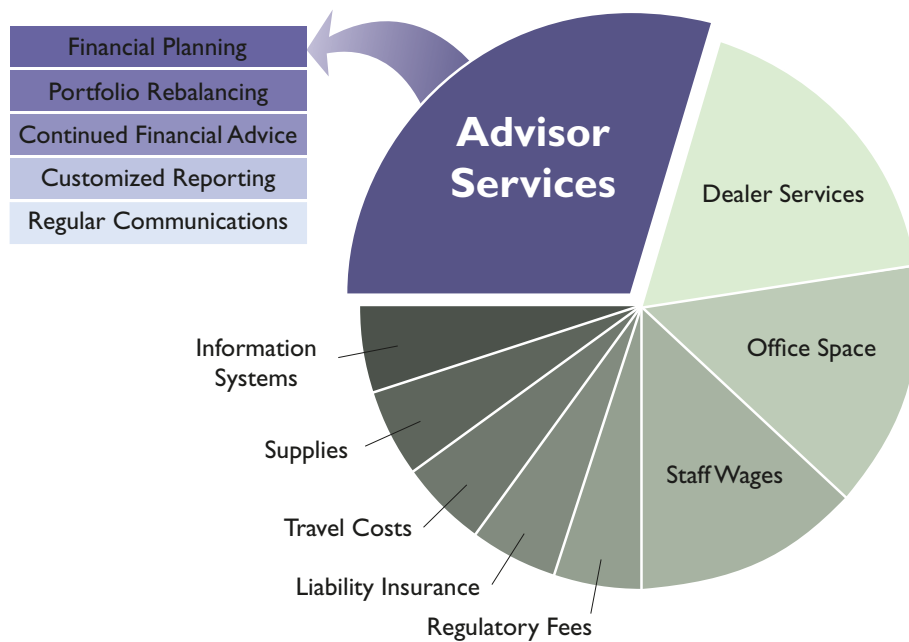 Financial Planning
Portfolio Rebalancing
Continued Financial Advice
Customized Reporting
Regular Communications
Advisor
Services
Dealer Services
Office Space
Staff Wages
Information
Systems
Supplies
Travel Costs
Liability Insurance
Regulatory Fees